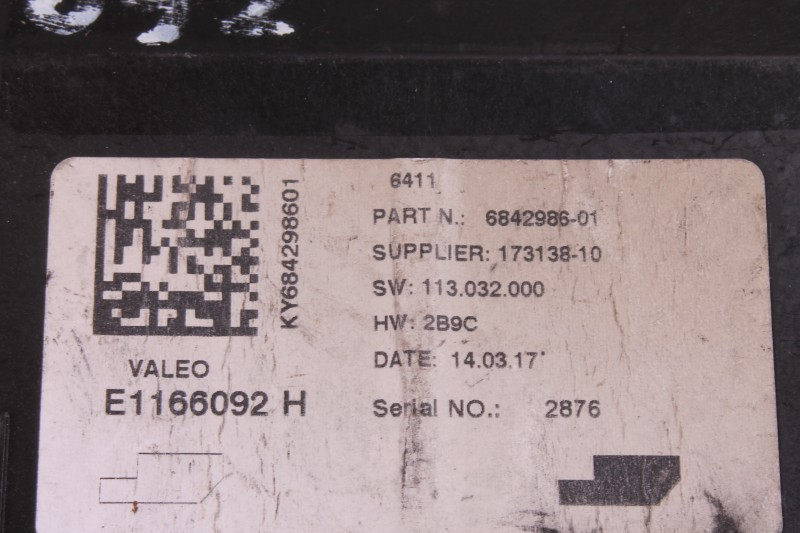 6411
PART N.: 6842986-01
SUPPLIER: 173138-10
SW: 113.032.000
HW: 2B9C
DATE: 14.03.17
Serial NO.: 2876
KY684298601
VALEO
E1166092 H